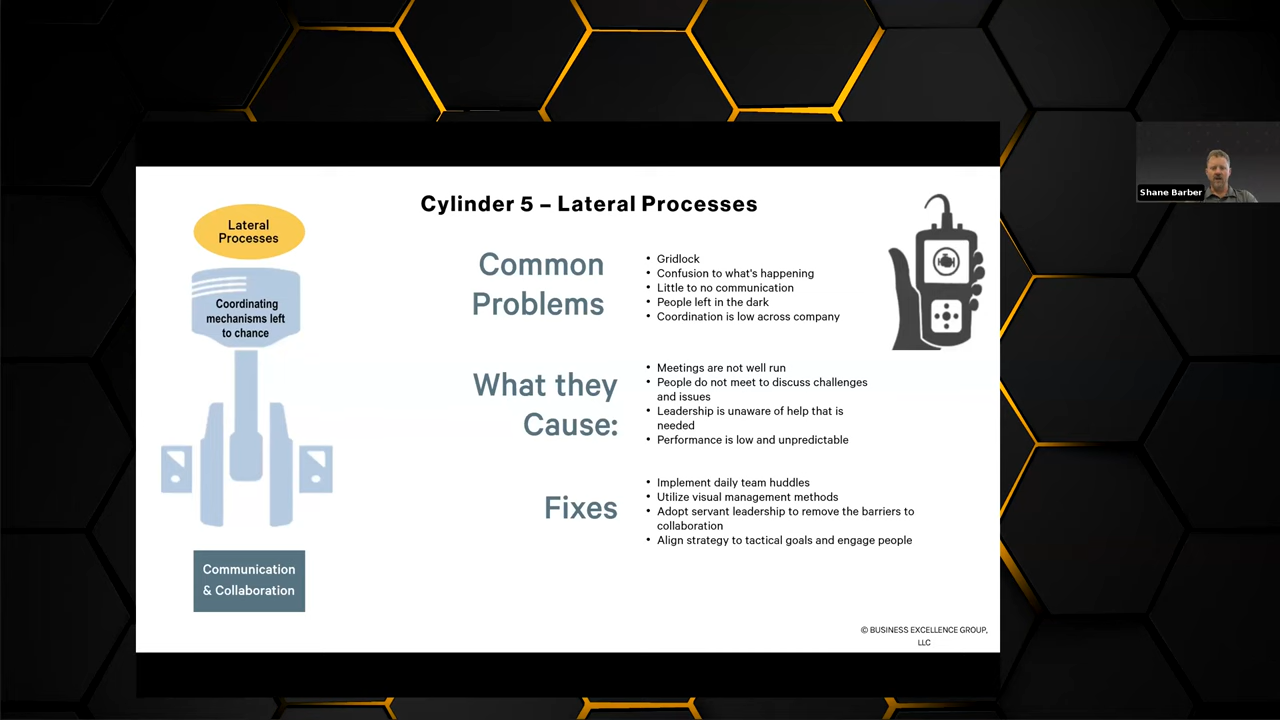 Cylinder 5 – Lateral Processes
Lateral
Processes
Coordinating
mechanisms left
to chance
Communication
& Collaboration
Common
Problems
• Gridlock
• Confusion to what's happening
• Little to no communication
• People left in the dark
• Coordination is low across company
What they
Cause:
• Meetings are not well run
• People do not meet to discuss challenges
and issues
• Leadership is unaware of help that is
needed
• Performance is low and unpredictable
Fixes
• Implement daily team huddles
• Utilize visual management methods
• Adopt servant leadership to remove the barriers to
collaboration
• Align strategy to tactical goals and engage people
© BUSINESS EXCELLENCE GROUP,
LLC
Shane Barber